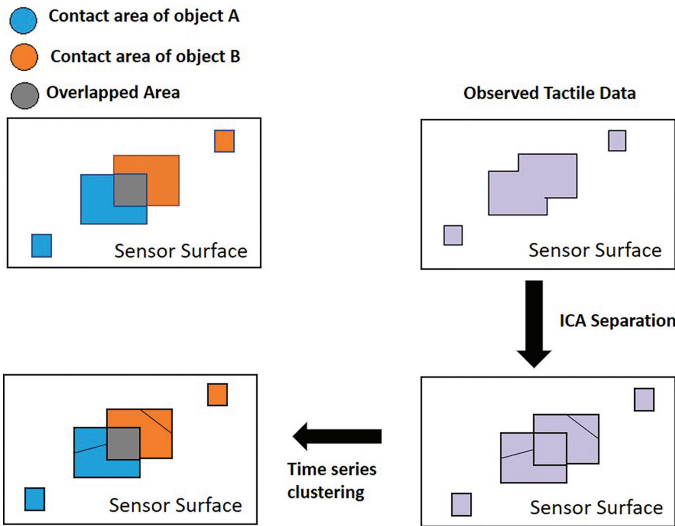 Contact area of object A
Contact area of object B
Overlapped Area
Observed Tactile Data
Sensor Surface
Sensor Surface
ICA Separation
Time series
clustering
Sensor Surface
Sensor Surface